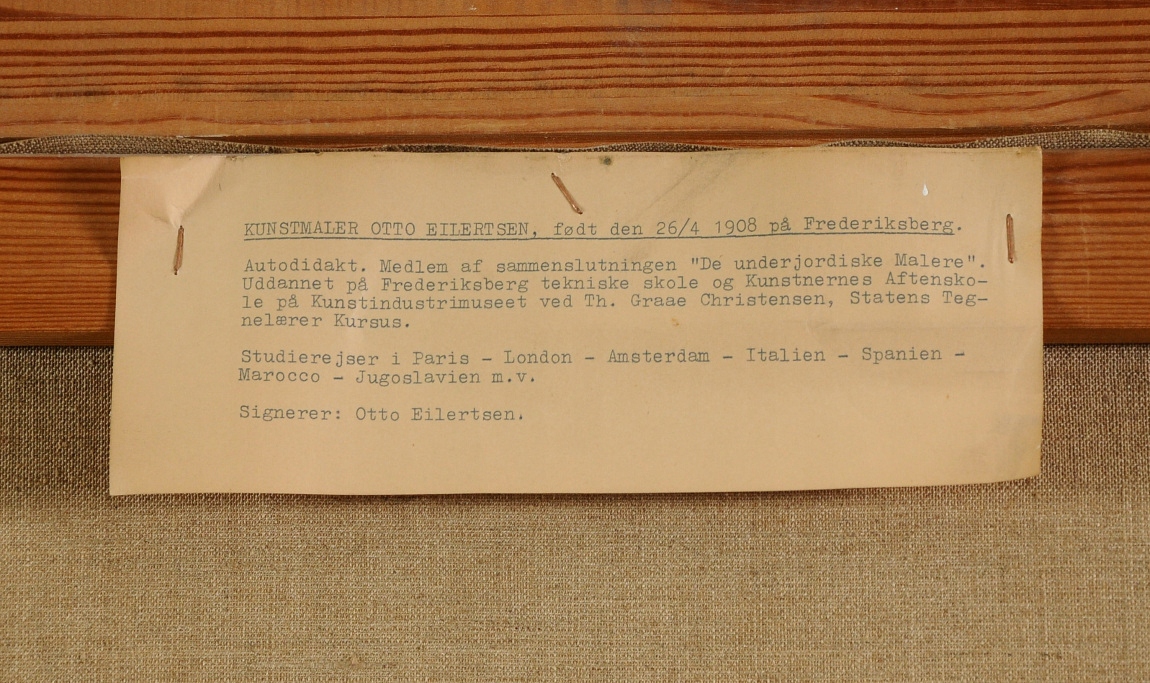 KUNSTMALER OTTO EILERTSEN, født den 26/4 1908 på Frederiksberg.
Autodidakt. Medlem af sammenslutningen "De underjordiske Malere".
Uddannet på Frederiksberg tekniske skole og Kunstnernes Aftensko-
le på Kunstindustrimuseet ved Th. Graae Christensen, Statens Teg-
nelærer Kursus.
Studierejser i Paris - London - Amsterdam - Italien - Spanien -
Marocco - Jugoslavien m.v.
Signerer: Otto Eilertsen.